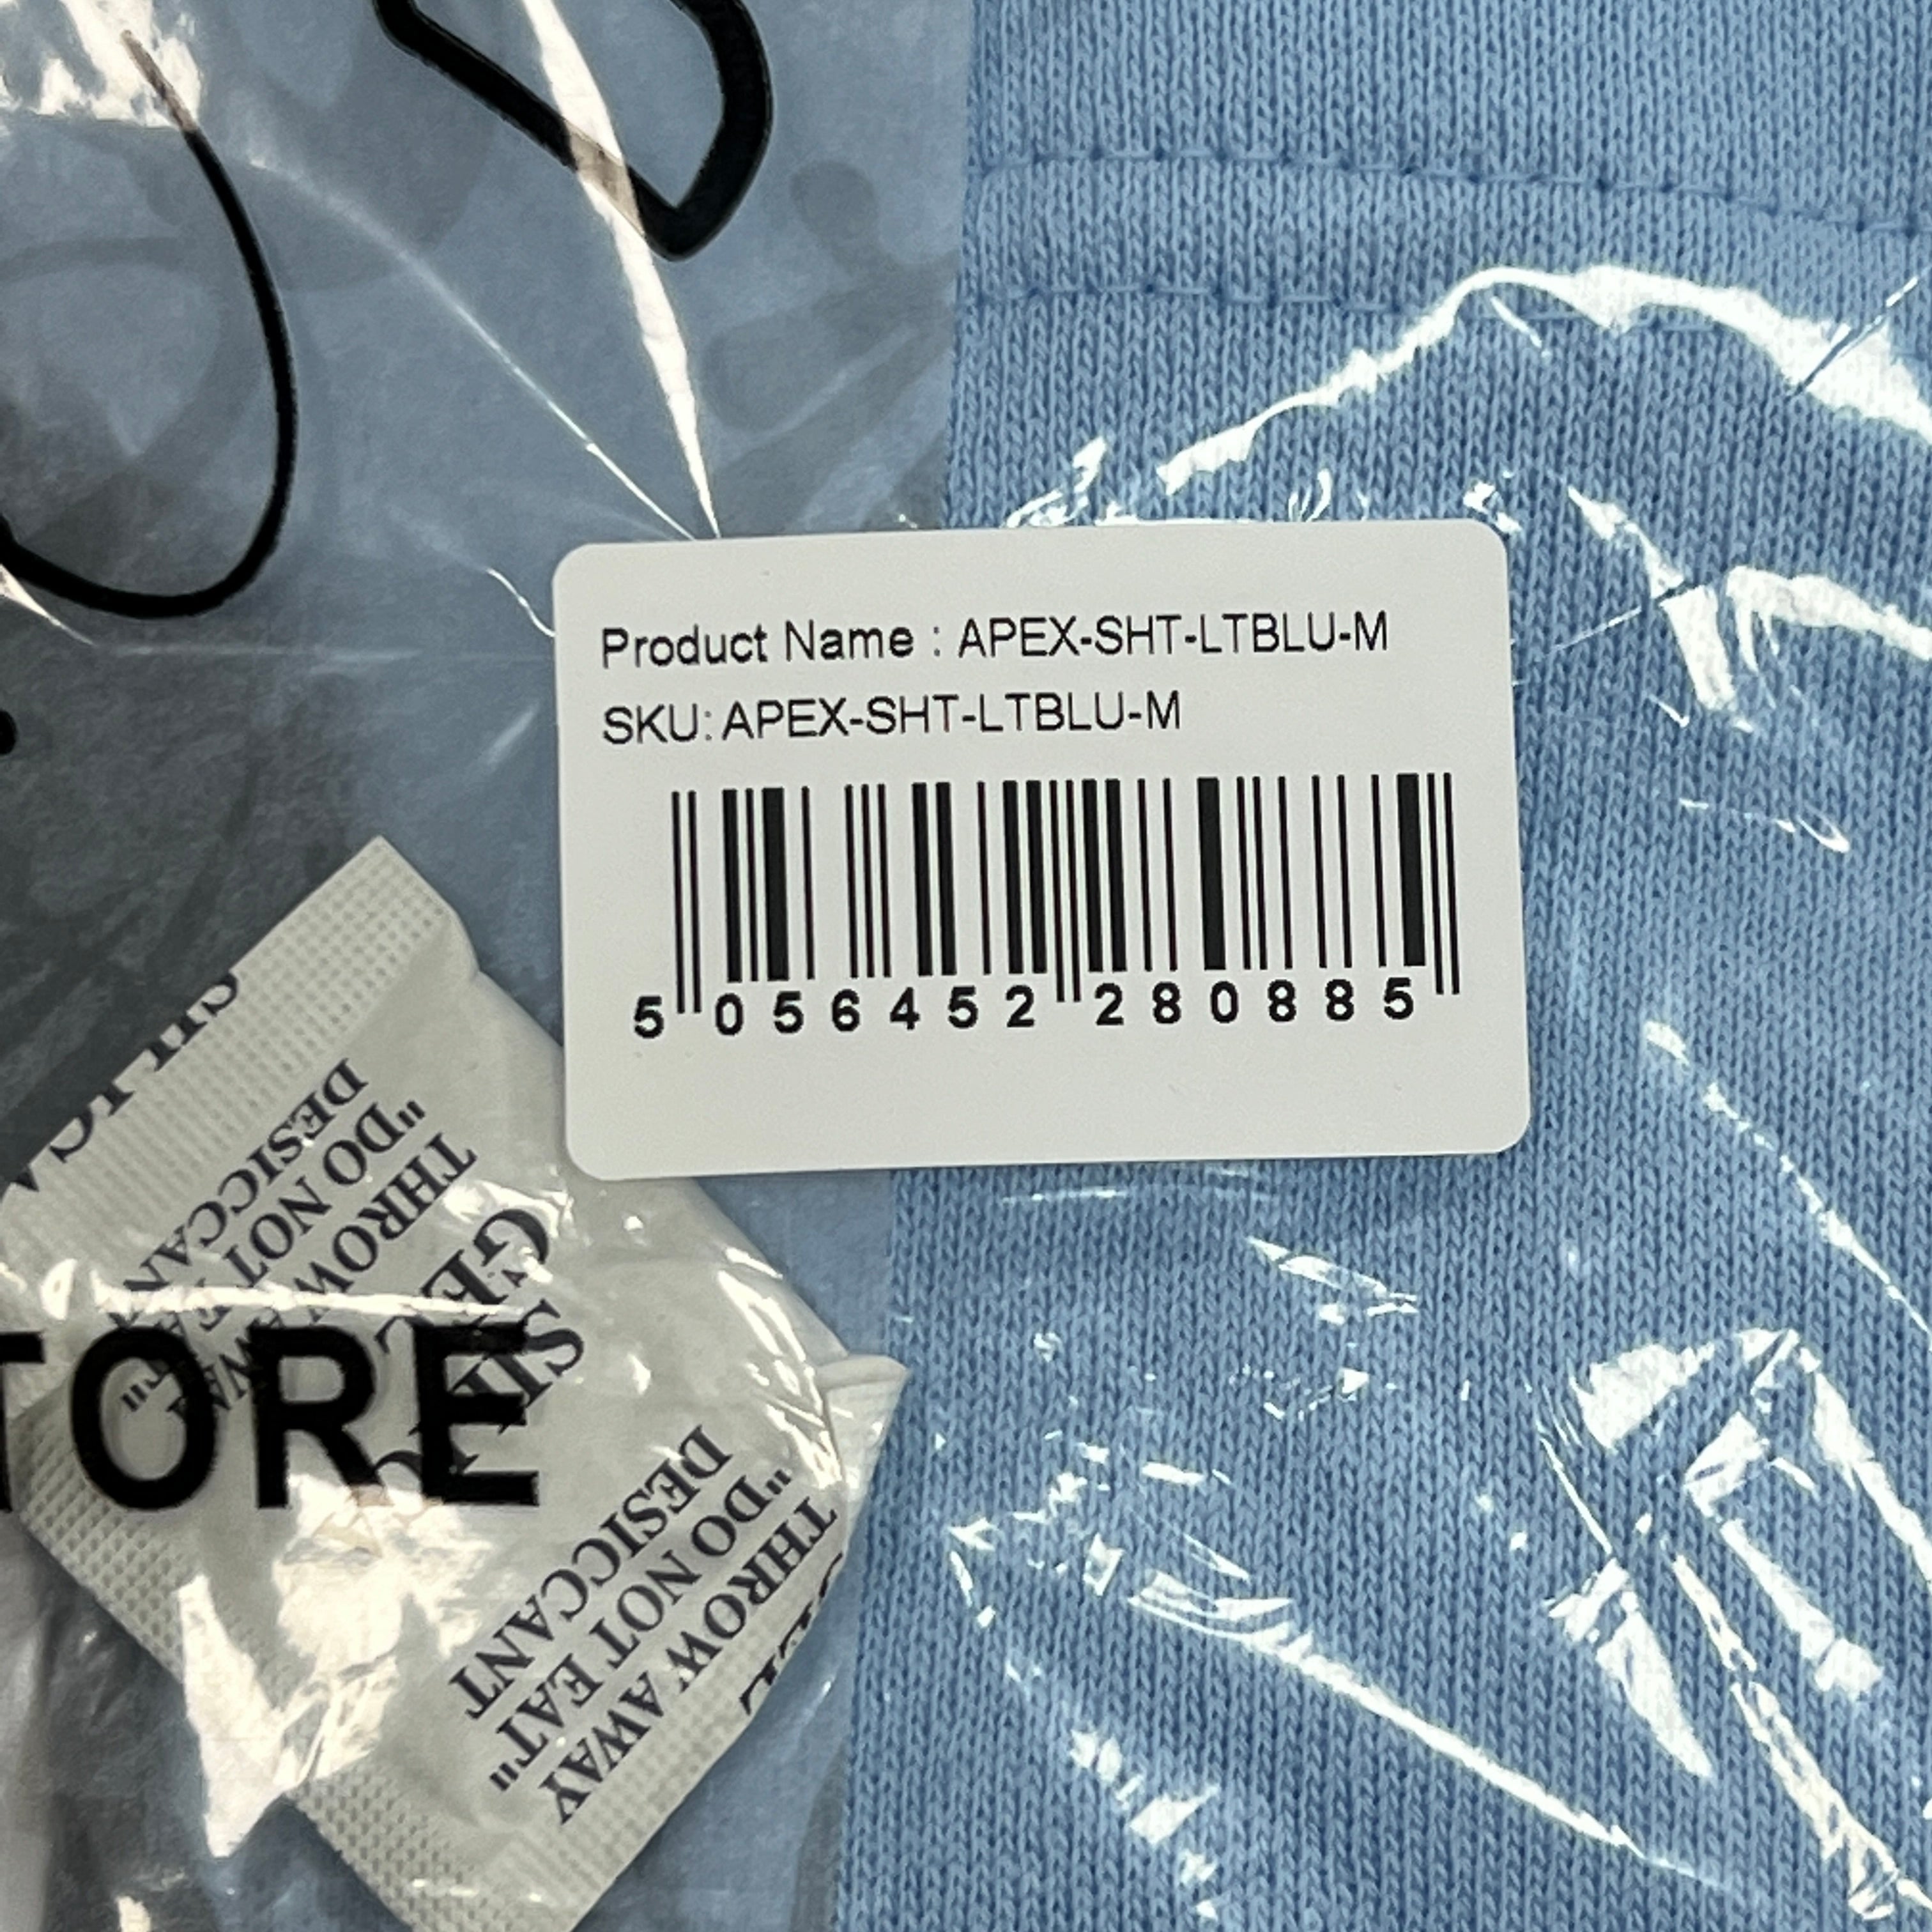 Product Name : APEX-SHT-LTBLU-M
SKU: APEX-SHT-LTBLU-M
5 056452 280885
TORE
DESICCANT
"DO NOT EAT"
THROW AWAY
SILICA
GEL
DESICCANT
"DO NOT EAT"
THROW AWAY